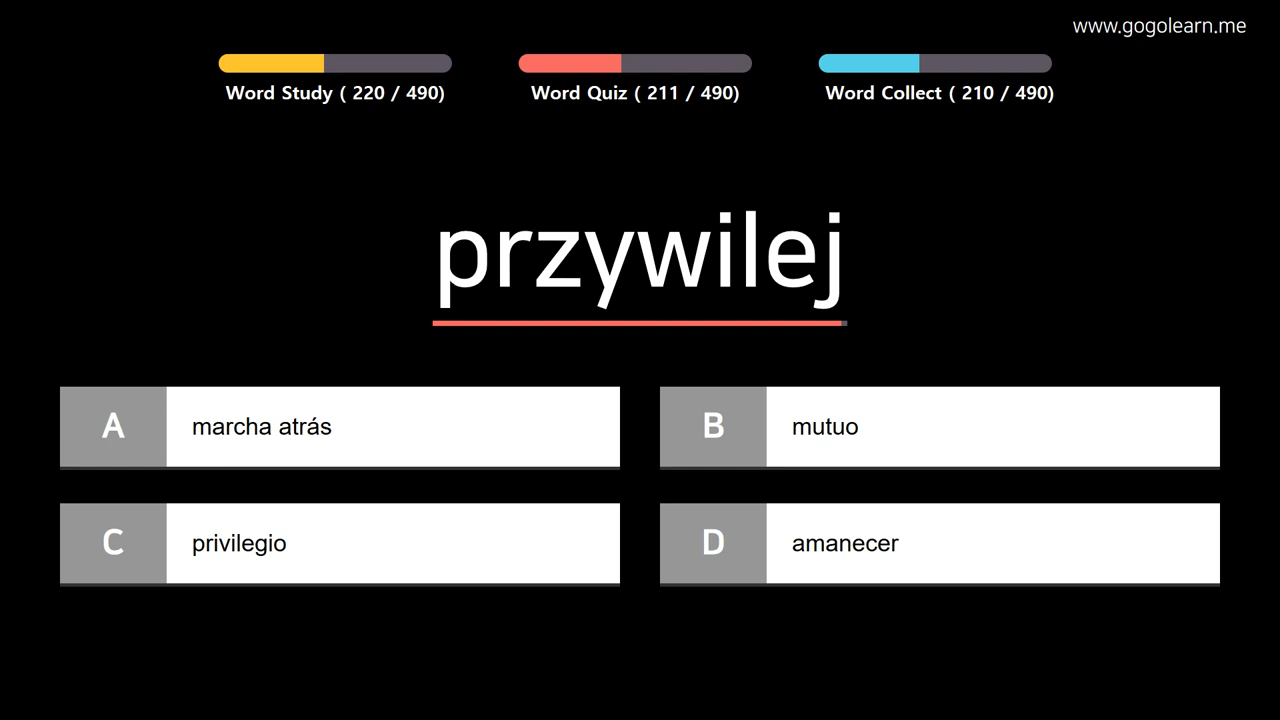 www.gogolearn.me
Word Study ( 220 / 490)
Word Quiz ( 211 / 490)
Word Collect ( 210 / 490)
przywilej
A marcha atrás
B mutuo
C privilegio
D amanecer